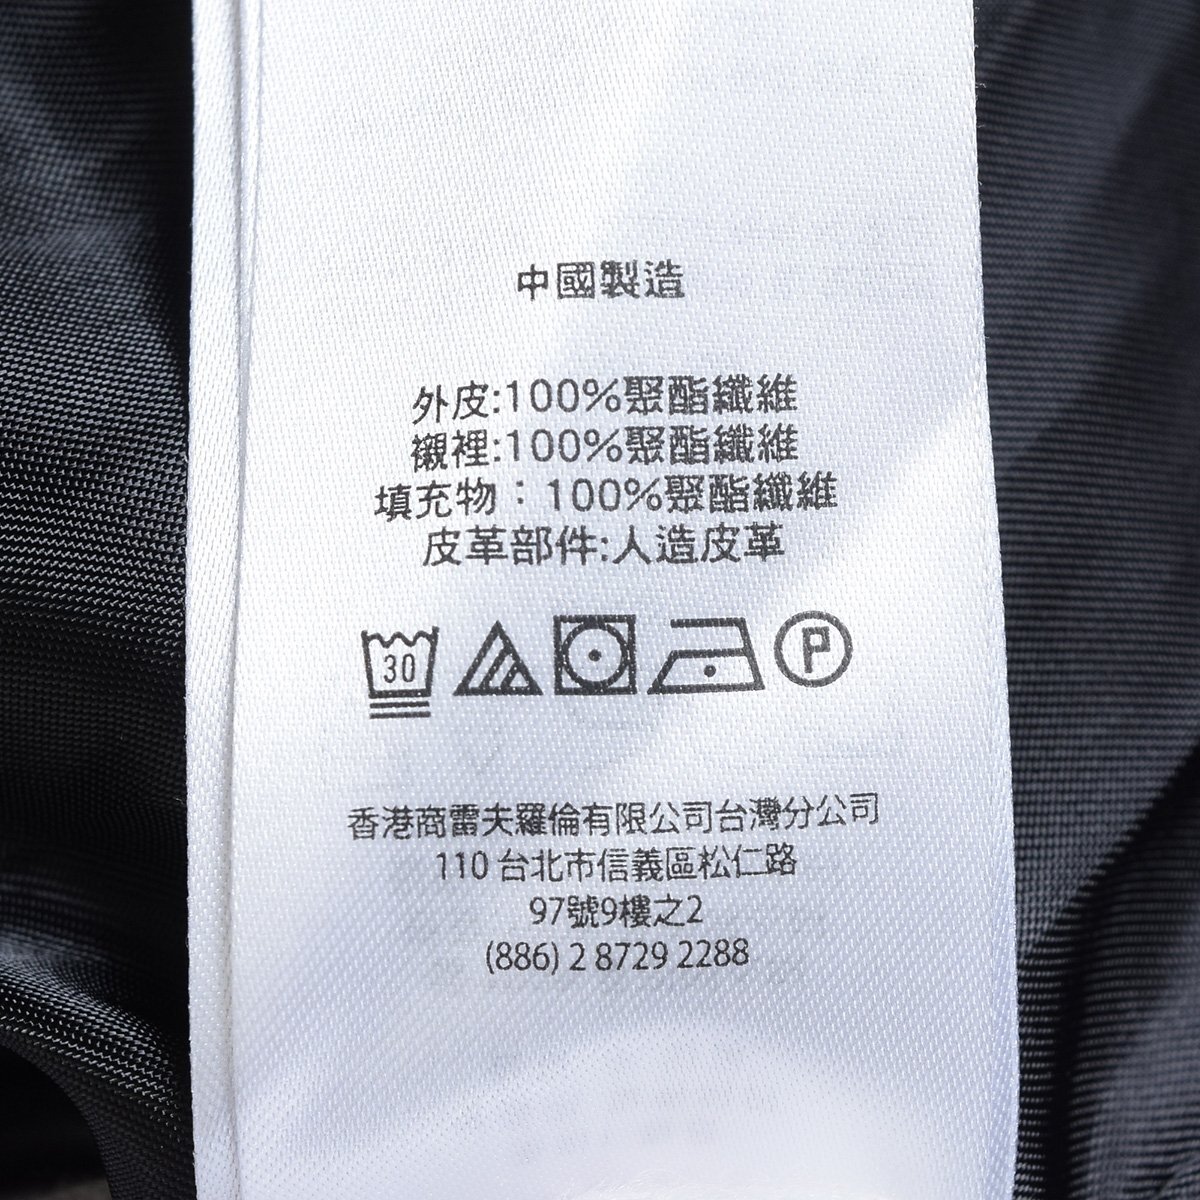 中國製造
外皮:100%聚酯纖維
襯裡:100%聚酯纖維
填充物：100%聚酯纖維
皮革部件:人造皮革
30 P
香港商雷夫羅倫有限公司台灣分公司
110 台北市信義區松仁路
97號9樓之2
(886) 2 8729 2288